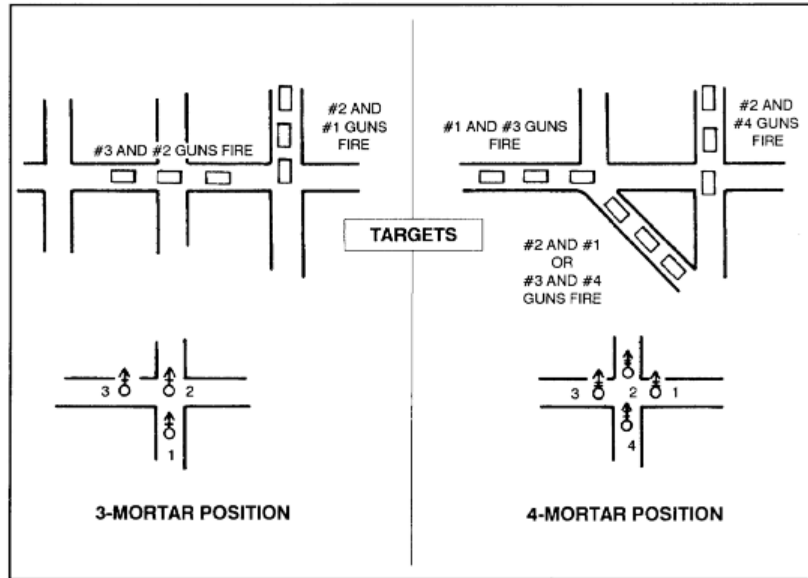 #2 AND
#1 GUNS
FIRE
#3 AND #2 GUNS FIRE
#1 AND #3 GUNS
FIRE
#2 AND
#4 GUNS
FIRE
TARGETS
#2 AND #1
OR
#3 AND #4
GUNS FIRE
3
2
1
3
2
1
4
3-MORTAR POSITION
4-MORTAR POSITION